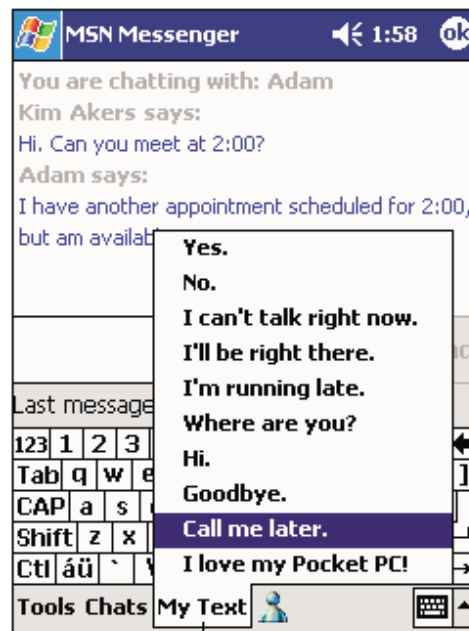 MSN Messenger 1:58 ok
You are chatting with: Adam
Kim Akers says:
Hi. Can you meet at 2:00?
Adam says:
I have another appointment scheduled for 2:00,
but am
Yes.
No.
I can't talk right now.
I'll be right there.
I'm running late.
Where are you?
Hi.
Goodbye.
Call me later.
I love my Pocket PC!
Last message
123 1 2 3
Tab q w e ]
CAP a s
Shift z x
Ctl áü `
Tools Chats My Text